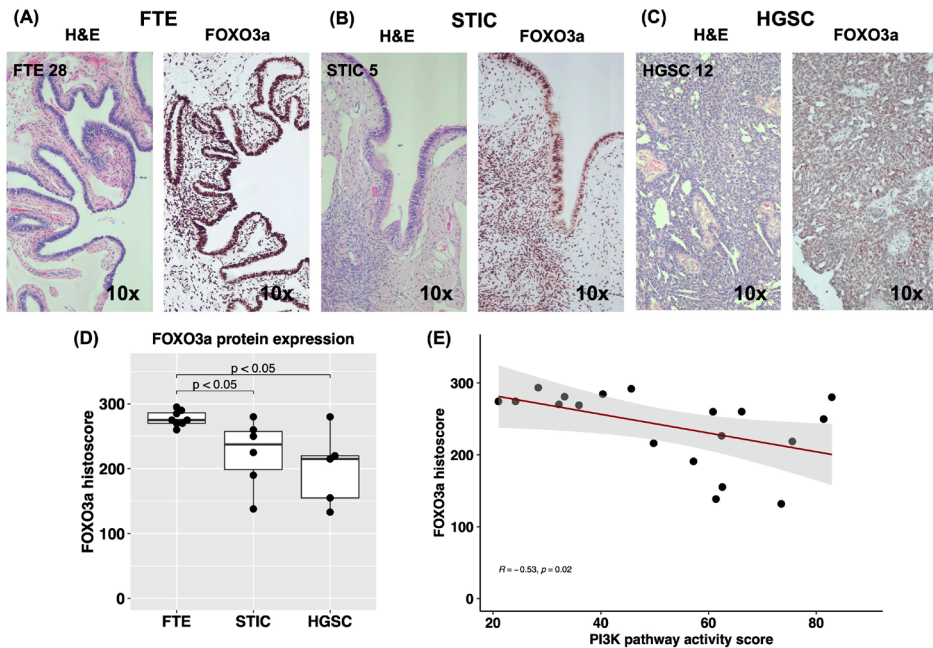 (A) FTE
H&E FOXO3a
FTE 28
10x 10x
(B) STIC
H&E FOXO3a
STIC 5
10x 10x
(C) HGSC
H&E FOXO3a
HGSC 12
10x 10x
(D)
FOXO3a protein expression
p < 0.05
p < 0.05
FOXO3a histoscore
300
200
100
0
FTE STIC HGSC
(E)
FOXO3a histoscore
300
200
100
0
R = −0.53, p = 0.02
20 40 60 80
PI3K pathway activity score